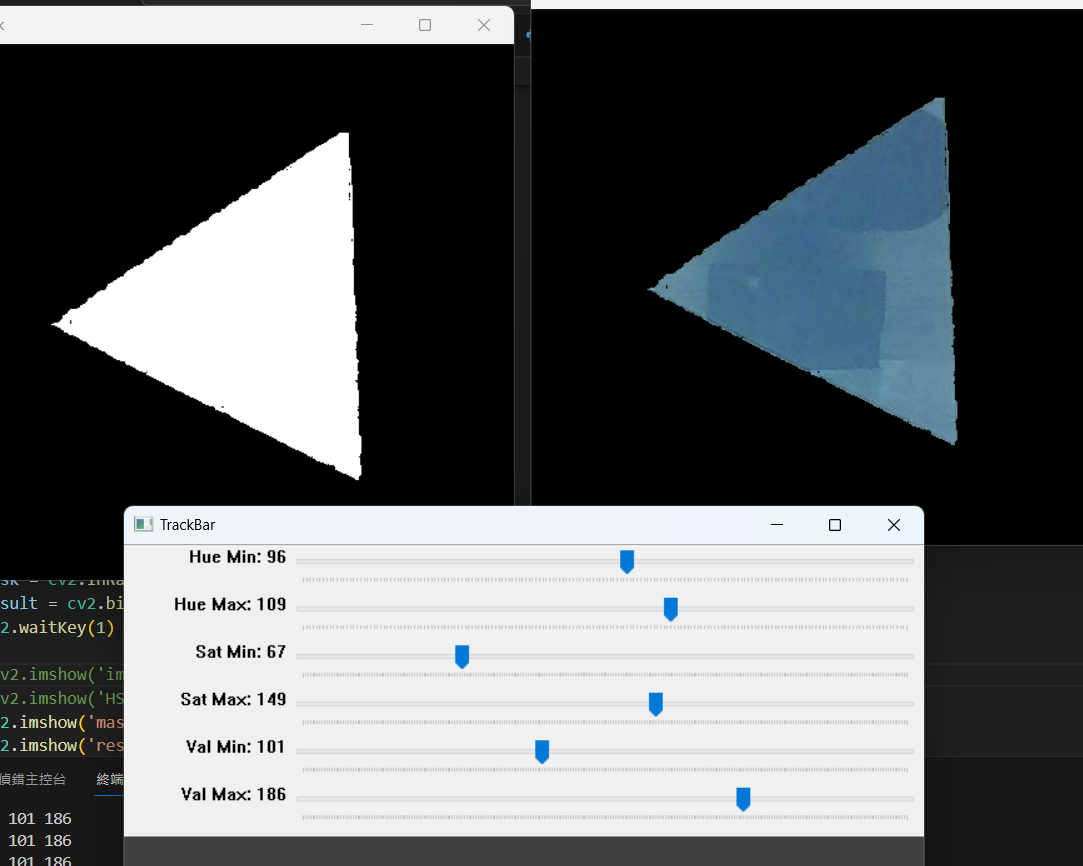 TrackBar
Hue Min: 96
Hue Max: 109
Sat Min: 67
Sat Max: 149
Val Min: 101
Val Max: 186
sk = cv2.inRa
sult = cv2.bi
2.waitKey(1)
v2.imshow('im
v2.imshow('HS
2.imshow('mas
2.imshow('res
偵錯主控台 終端
101 186
101 186
101 186